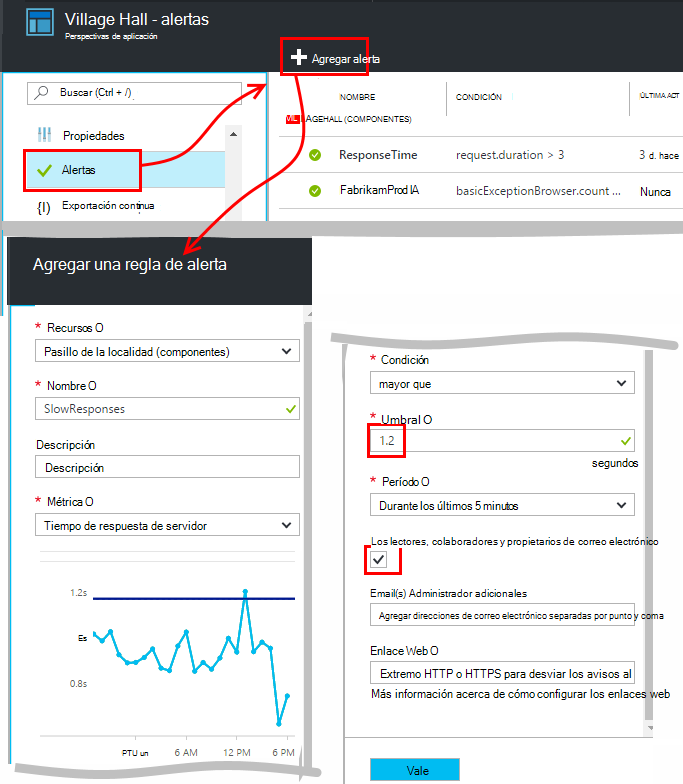 Village Hall - alertas
Perspectivas de aplicación
Agregar alerta
Buscar (Ctrl + /)
Propiedades
Alertas
Exportación continua
NOMBRE CONDICIÓN ÚLTIMA ACT
AGEHALL (COMPONENTES)
ResponseTime request.duration > 3 3 d. hace
FabrikamProd IA basicExceptionBrowser.count ... Nunca
Agregar una regla de alerta
* Recursos O
Pasillo de la localidad (componentes)
* Nombre O
SlowResponses
Descripción
Descripción
* Métrica O
Tiempo de respuesta de servidor
1.2s
Es
0.8s
PTU un 6 AM 12 PM 6 PM
* Condición
mayor que
* Umbral O
1.2
segundos
* Período O
Durante los últimos 5 minutos
Los lectores, colaboradores y propietarios de correo electrónico
Email(s) Administrador adicionales
Agregar direcciones de correo electrónico separadas por punto y coma
Enlace Web O
Extremo HTTP o HTTPS para desviar los avisos al
Más información acerca de cómo configurar los enlaces web
Vale